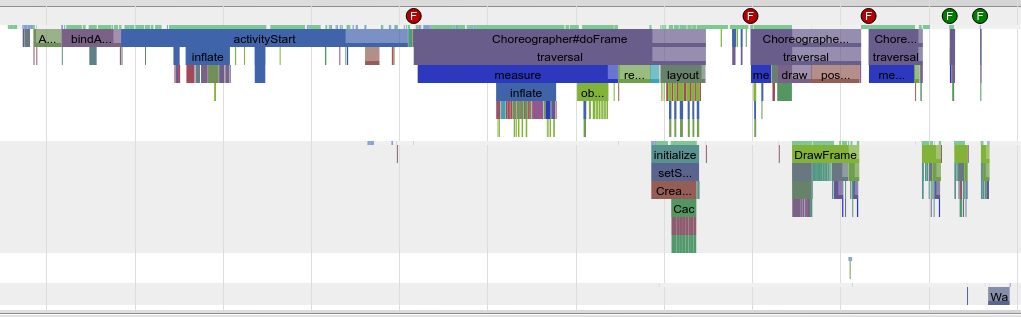 F F F F F
A... bindA... activityStart Choreographer#doFrame Choreographe... Chore...
inflate traversal traversal traversal
measure re... layout me draw pos... me...
inflate ob...
initialize DrawFrame
setS...
Crea...
Cac
Wa